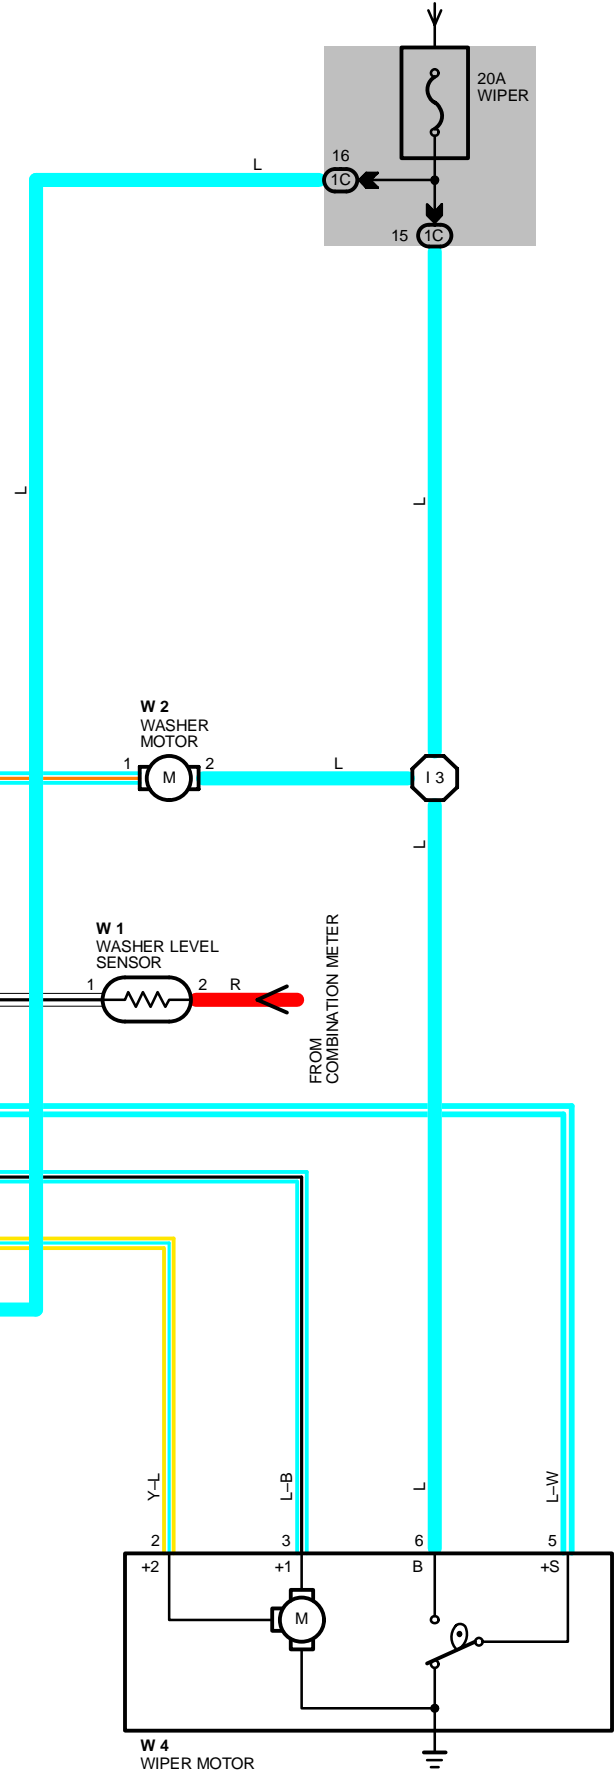 20A
WIPER
16
1C
L
15
1C
L
L
W 2
WASHER
MOTOR
1
M
2
L
I 3
L
W 1
WASHER LEVEL
SENSOR
1
2
R
FROM
COMBINATION METER
Y–L
L–B
L
L–W
2
3
6
5
+2
+1
B
+S
M
W 4
WIPER MOTOR